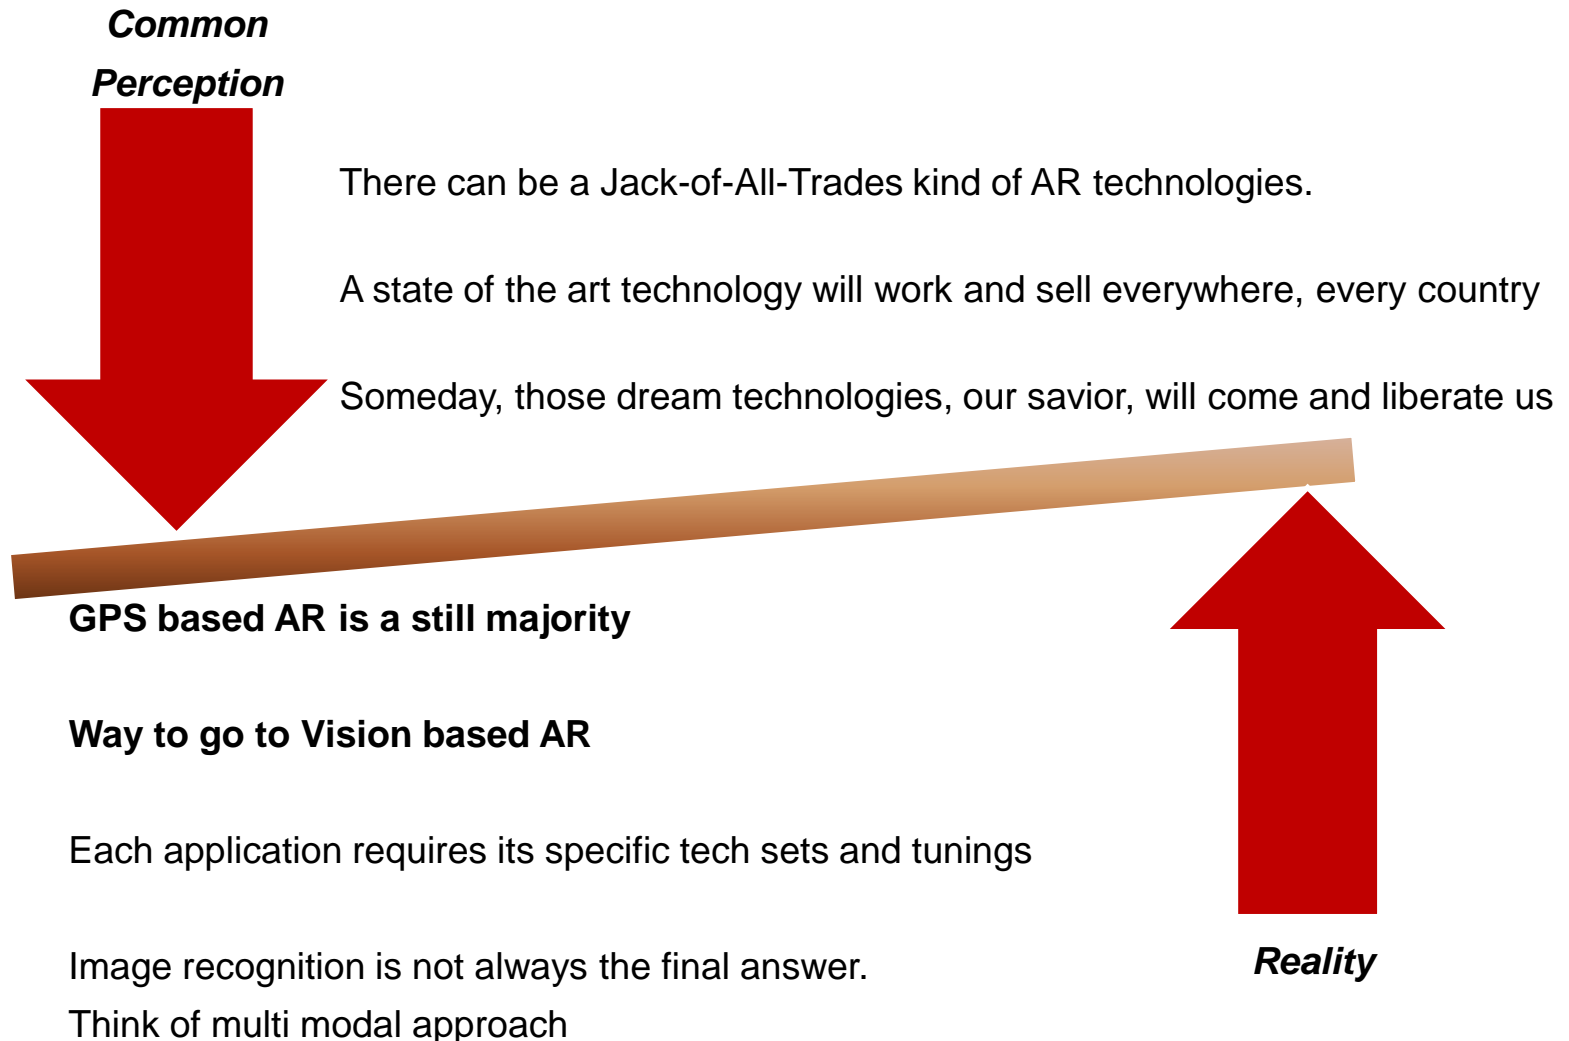 Common
Perception
There can be a Jack-of-All-Trades kind of AR technologies.
A state of the art technology will work and sell everywhere, every country
Someday, those dream technologies, our savior, will come and liberate us
GPS based AR is a still majority
Way to go to Vision based AR
Each application requires its specific tech sets and tunings
Image recognition is not always the final answer.
Think of multi modal approach
Reality